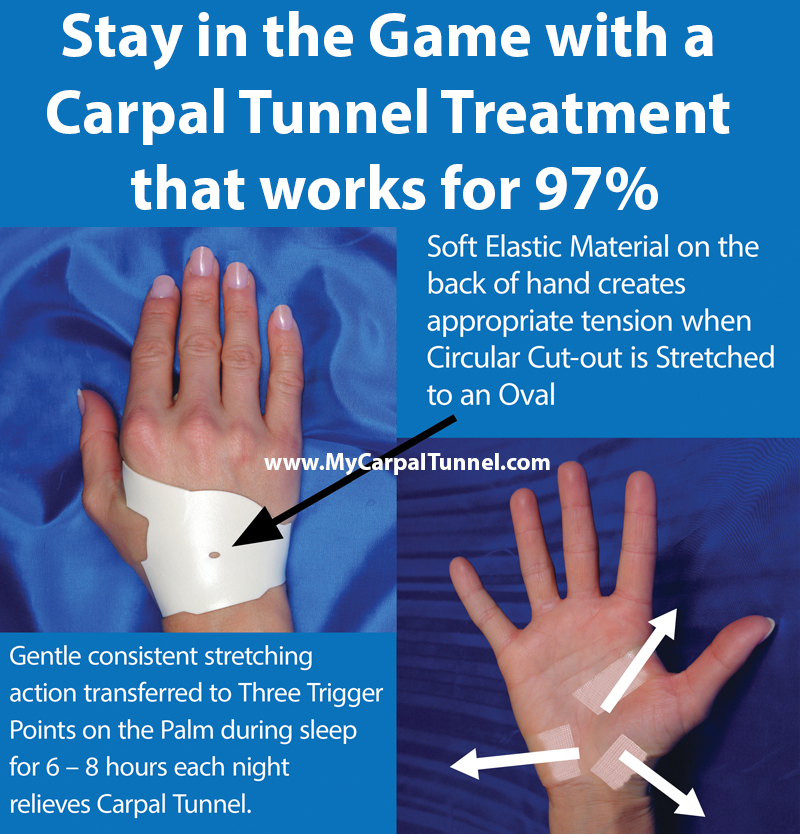 Stay in the Game with a
Carpal Tunnel Treatment
that works for 97%
Soft Elastic Material on the
back of hand creates
appropriate tension when
Circular Cut-out is Stretched
to an Oval
www.MyCarpalTunnel.com
Gentle consistent stretching
action transferred to Three Trigger
Points on the Palm during sleep
for 6 – 8 hours each night
relieves Carpal Tunnel.